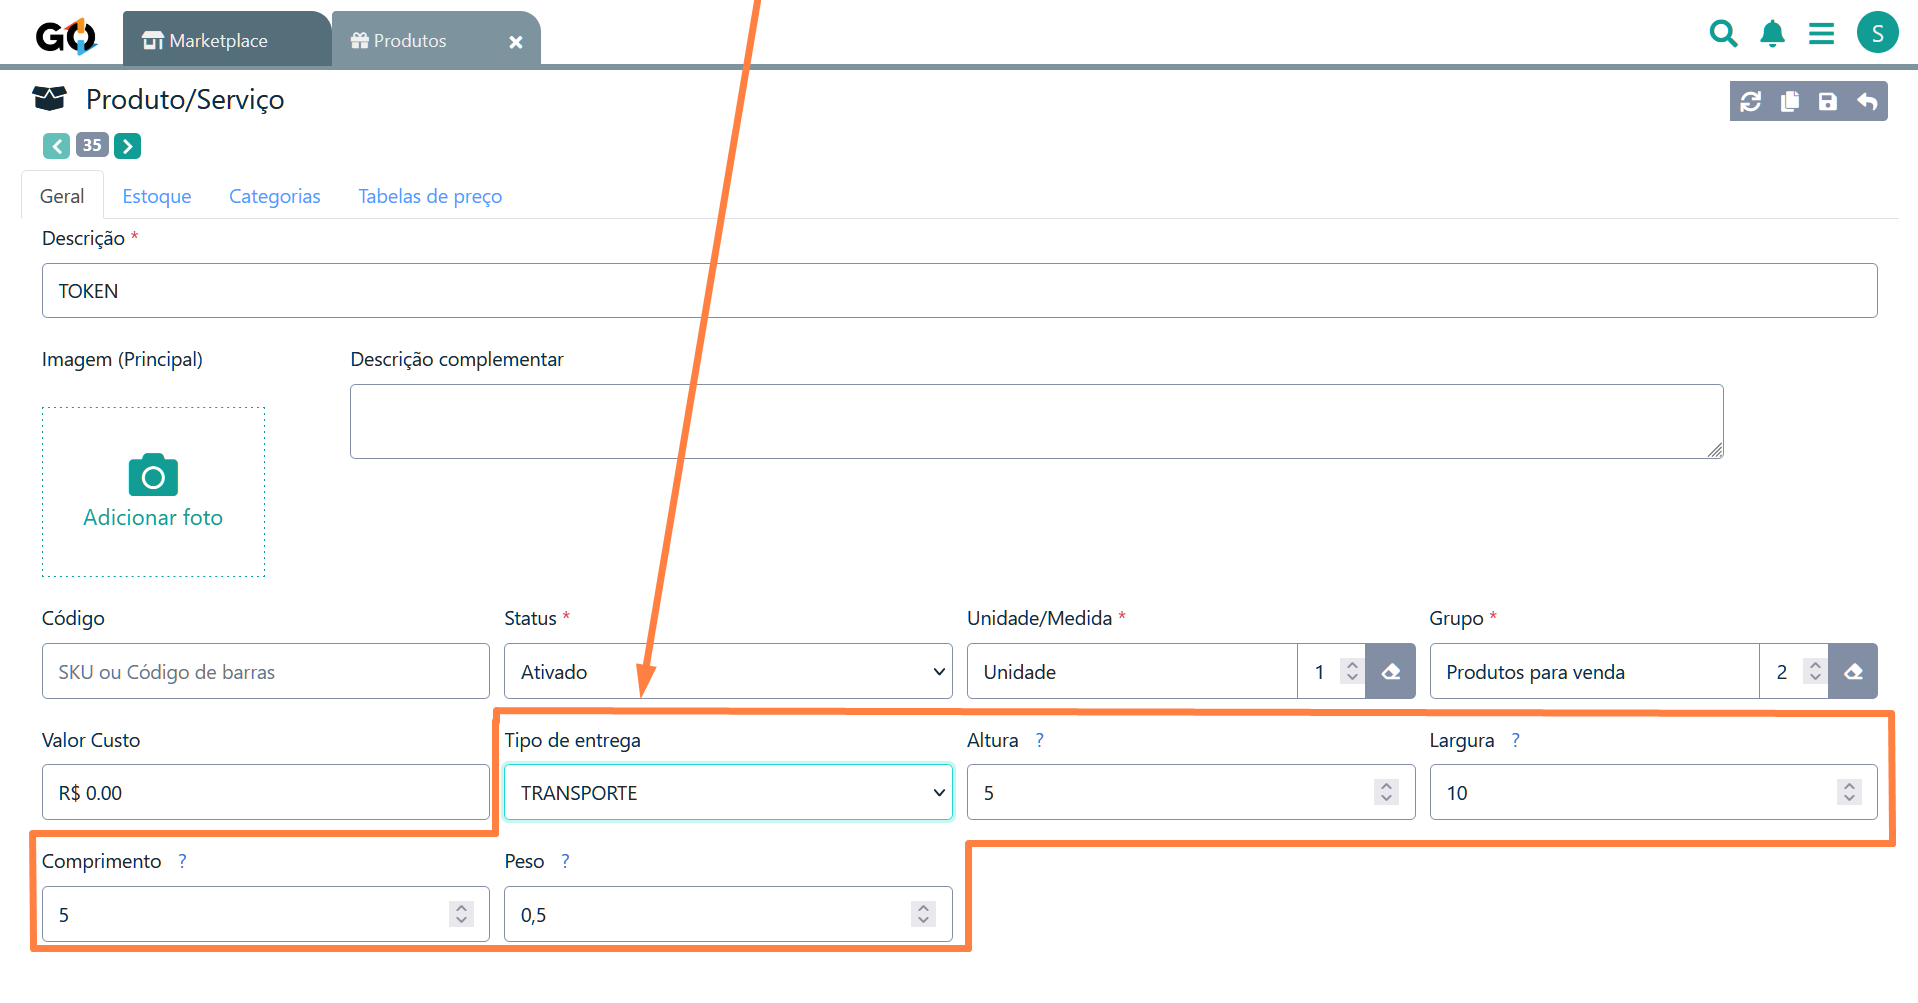 GO
Marketplace
Produtos
S
Produto/Serviço
35
Geral Estoque Categorias Tabelas de preço
Descrição *
TOKEN
Imagem (Principal) Descrição complementar
Adicionar foto
Código Status * Unidade/Medida * Grupo *
SKU ou Código de barras Ativado Unidade 1 Produtos para venda 2
Valor Custo Tipo de entrega Altura ? Largura ?
R$ 0.00 TRANSPORTE 5 10
Comprimento ? Peso ?
5 0,5